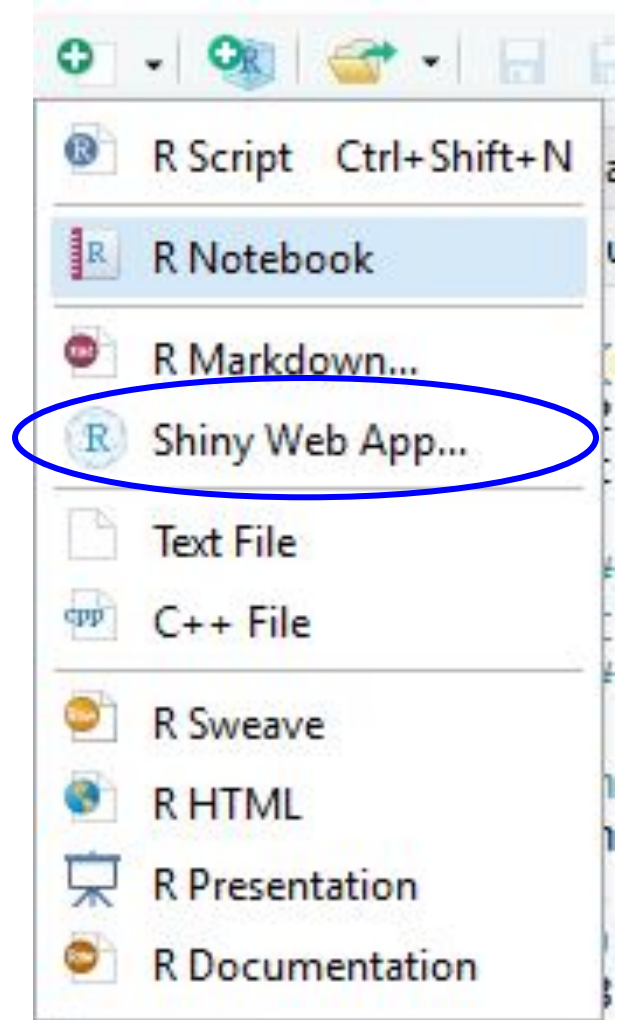 R Script Ctrl+Shift+N
R Notebook
R Markdown...
Shiny Web App...
Text File
C++ File
R Sweave
R HTML
R Presentation
R Documentation